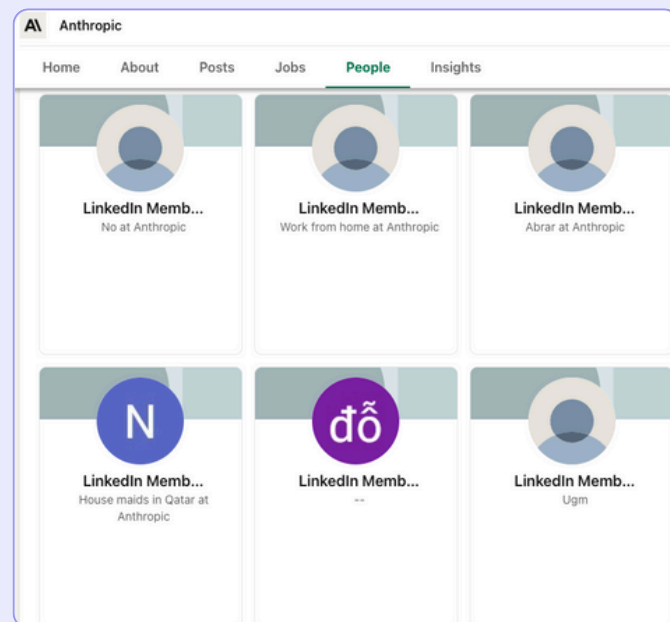 A\ Anthropic
Home About Posts Jobs People Insights
LinkedIn Memb... LinkedIn Memb... LinkedIn Memb...
No at Anthropic Work from home at Anthropic Abrar at Anthropic
N đỗ
LinkedIn Memb... LinkedIn Memb... LinkedIn Memb...
House maids in Qatar at -- Ugm
Anthropic